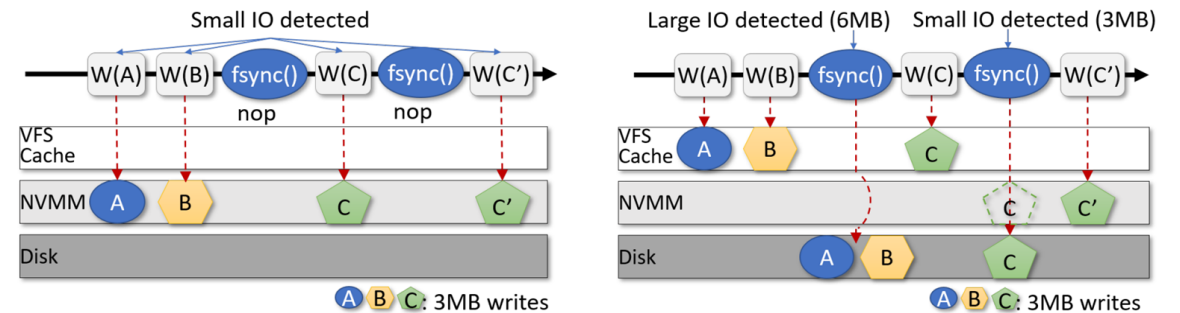 Small IO detected
W(A) W(B) fsync() W(C) fsync() W(C’)
nop nop
VFS
Cache
NVMM A B C C’
Disk
A B C : 3MB writes
Large IO detected (6MB) Small IO detected (3MB)
W(A) W(B) fsync() W(C) fsync() W(C’)
VFS
Cache A B C
NVMM C C’
Disk A B C
A B C : 3MB writes